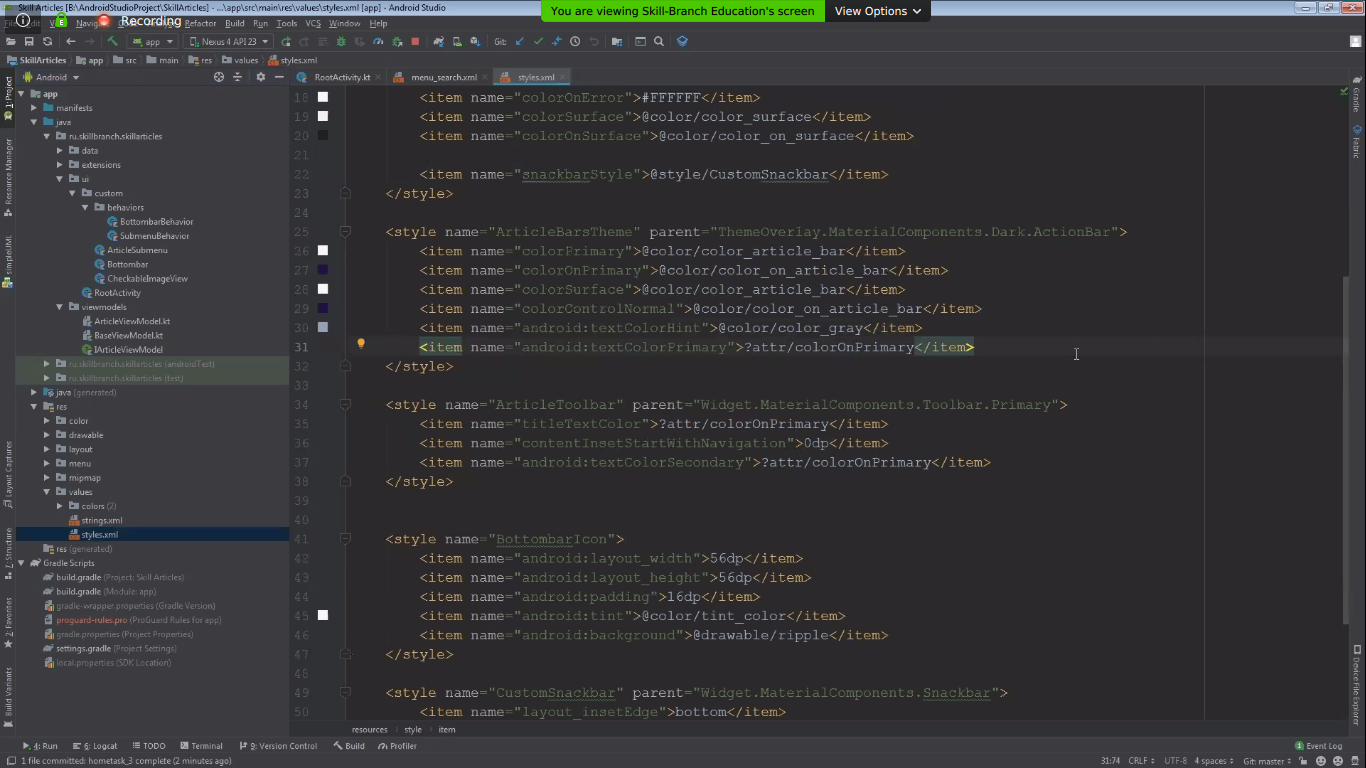 Skill Articles [B:\AndroidStudioProject\SkillArticles] - ...\app\src\main\res\values\styles.xml [app] - Android Studio
You are viewing Skill-Branch Education's screen
View Options
Recording
Refactor Build Run Tools VCS Window Help
app Nexus 4 API 23 Git:
SkillArticles app src main res values styles.xml
Android
RootActivity.kt menu_search.xml styles.xml
1: Project
Resource Manager
simpleUML
Layout Captures
7: Structure
2: Favorites
Build Variants
app
manifests
java
ru.skillbranch.skillarticles
data
extensions
ui
custom
behaviors
BottombarBehavior
SubmenuBehavior
ArticleSubmenu
Bottombar
CheckableImageView
RootActivity
viewmodels
ArticleViewModel.kt
BaseViewModel.kt
IArticleViewModel
ru.skillbranch.skillarticles (androidTest)
ru.skillbranch.skillarticles (test)
java (generated)
res
color
drawable
layout
menu
mipmap
values
colors (2)
strings.xml
styles.xml
res (generated)
Gradle Scripts
build.gradle (Project: Skill Articles)
build.gradle (Module: app)
gradle-wrapper.properties (Gradle Version)
proguard-rules.pro (ProGuard Rules for app)
gradle.properties (Project Properties)
settings.gradle (Project Settings)
local.properties (SDK Location)
18 <item name="colorOnError">#FFFFFF</item>
19 <item name="colorSurface">@color/color_surface</item>
20 <item name="colorOnSurface">@color/color_on_surface</item>
21
22 <item name="snackbarStyle">@style/CustomSnackbar</item>
23 </style>
24
25 <style name="ArticleBarsTheme" parent="ThemeOverlay.MaterialComponents.Dark.ActionBar">
26 <item name="colorPrimary">@color/color_article_bar</item>
27 <item name="colorOnPrimary">@color/color_on_article_bar</item>
28 <item name="colorSurface">@color/color_article_bar</item>
29 <item name="colorControlNormal">@color/color_on_article_bar</item>
30 <item name="android:textColorHint">@color/color_gray</item>
31 <item name="android:textColorPrimary">?attr/colorOnPrimary</item>
32 </style>
33
34 <style name="ArticleToolbar" parent="Widget.MaterialComponents.Toolbar.Primary">
35 <item name="titleTextColor">?attr/colorOnPrimary</item>
36 <item name="contentInsetStartWithNavigation">0dp</item>
37 <item name="android:textColorSecondary">?attr/colorOnPrimary</item>
38 </style>
39
40
41 <style name="BottombarIcon">
42 <item name="android:layout_width">56dp</item>
43 <item name="android:layout_height">56dp</item>
44 <item name="android:padding">16dp</item>
45 <item name="android:tint">@color/tint_color</item>
46 <item name="android:background">@drawable/ripple</item>
47 </style>
48
49 <style name="CustomSnackbar" parent="Widget.MaterialComponents.Snackbar">
50 <item name="layout_insetEdge">bottom</item>
resources style item
Gradle
Fabric
Device File Explorer
4: Run 6: Logcat TODO Terminal 9: Version Control Build Profiler
1 Event Log
1 file committed: hometask_3 complete (2 minutes ago)
31:74 CRLF UTF-8 4 spaces Git: master